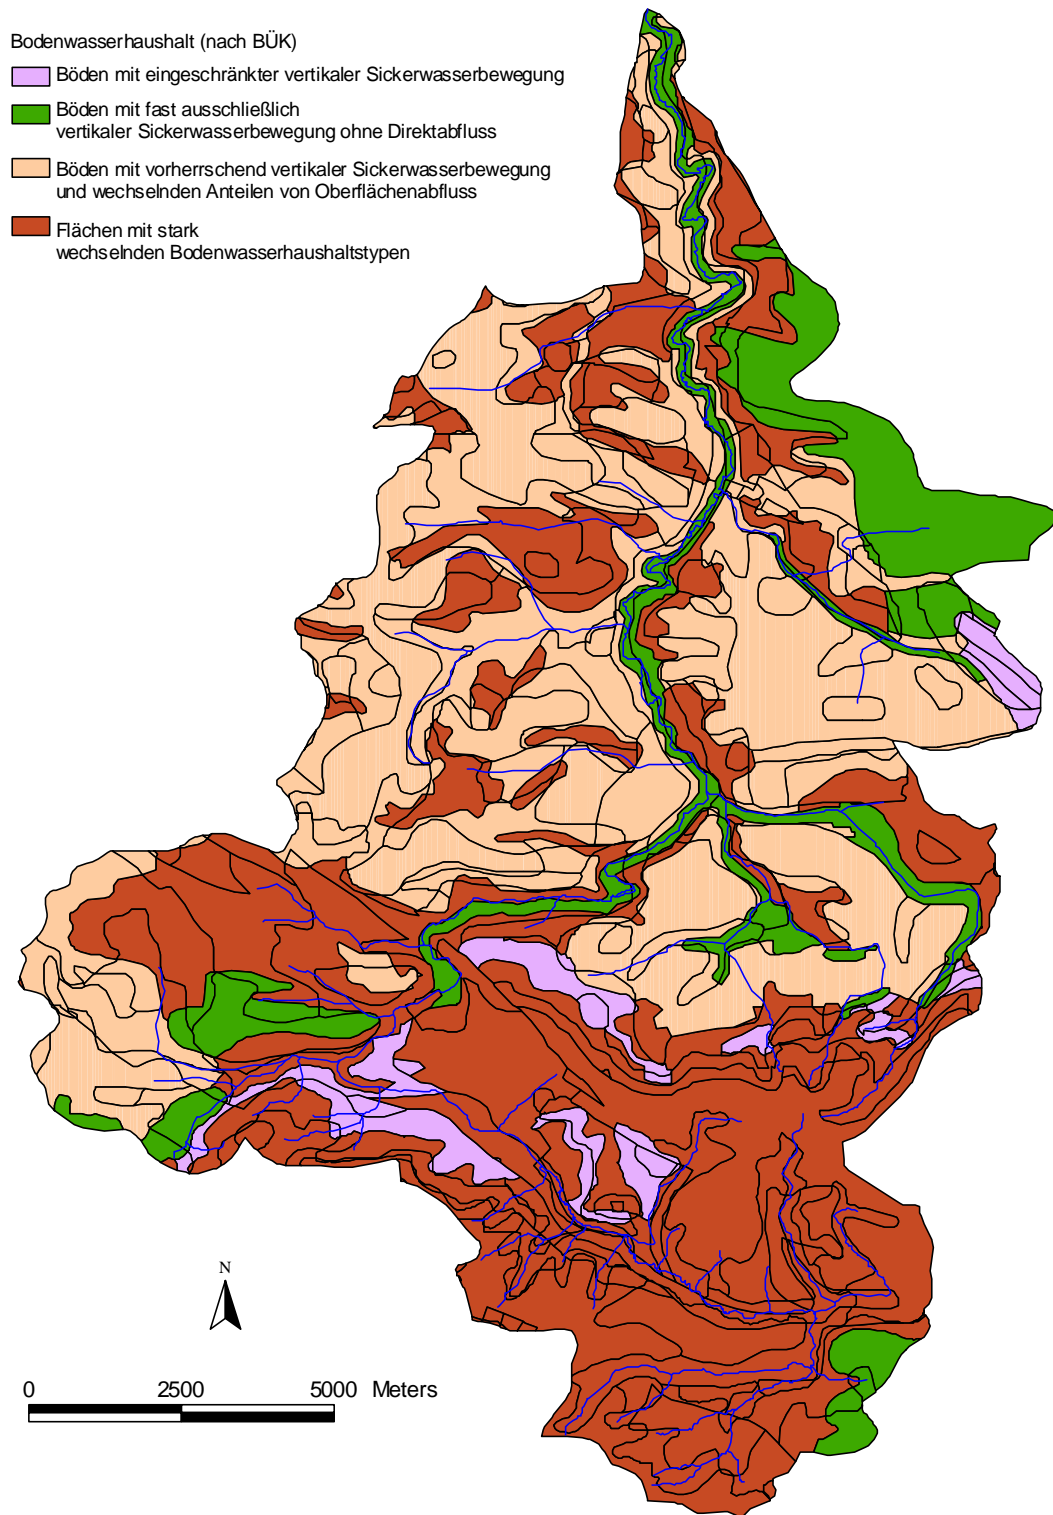 Bodenwasserhaushalt (nach BÜK)
Böden mit eingeschränkter vertikaler Sickerwasserbewegung
Böden mit fast ausschließlich
vertikaler Sickerwasserbewegung ohne Direktabfluss
Böden mit vorherrschend vertikaler Sickerwasserbewegung
und wechselnden Anteilen von Oberflächenabfluss
Flächen mit stark
wechselnden Bodenwasserhaushaltstypen
N
0 2500 5000 Meters